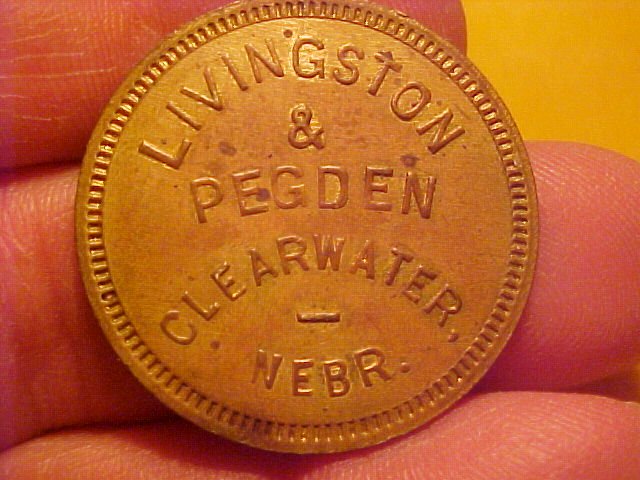 LIVINGSTON
&
PEGDEN
CLEARWATER,
—
NEBR.